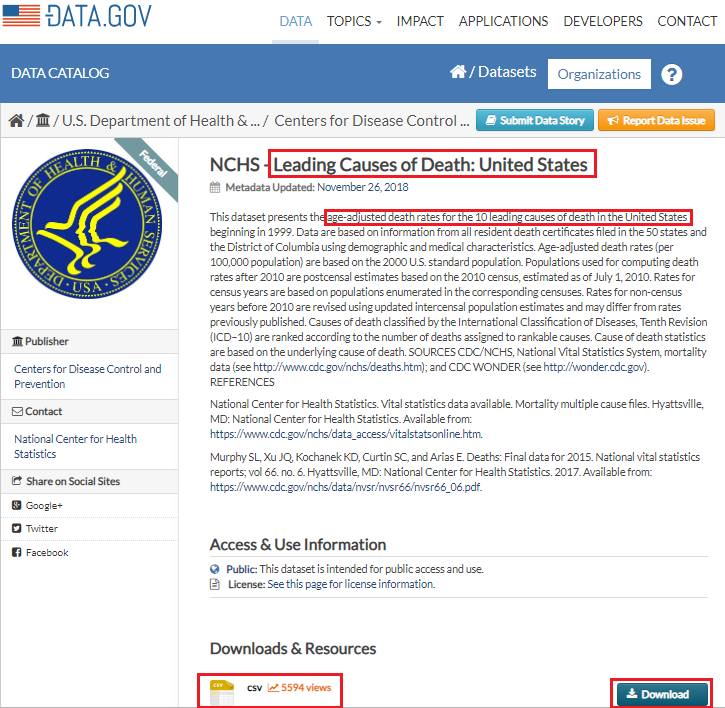 DATA.GOV
DATA TOPICS IMPACT APPLICATIONS DEVELOPERS CONTACT
DATA CATALOG
/ Datasets Organizations ?
/ / U.S. Department of Health & ... / Centers for Disease Control ... Submit Data Story Report Data Issue
Federal
DEPARTMENT OF HEALTH & HUMAN SERVICES · USA ·
Publisher
Centers for Disease Control and
Prevention
Contact
National Center for Health
Statistics
Share on Social Sites
Google+
Twitter
Facebook
NCHS - Leading Causes of Death: United States
Metadata Updated: November 26, 2018
This dataset presents the age-adjusted death rates for the 10 leading causes of death in the United States
beginning in 1999. Data are based on information from all resident death certificates filed in the 50 states and
the District of Columbia using demographic and medical characteristics. Age-adjusted death rates (per
100,000 population) are based on the 2000 U.S. standard population. Populations used for computing death
rates after 2010 are postcensal estimates based on the 2010 census, estimated as of July 1, 2010. Rates for
census years are based on populations enumerated in the corresponding censuses. Rates for non-census
years before 2010 are revised using updated intercensal population estimates and may differ from rates
previously published. Causes of death classified by the International Classification of Diseases, Tenth Revision
(ICD–10) are ranked according to the number of deaths assigned to rankable causes. Cause of death statistics
are based on the underlying cause of death. SOURCES CDC/NCHS, National Vital Statistics System, mortality
data (see http://www.cdc.gov/nchs/deaths.htm); and CDC WONDER (see http://wonder.cdc.gov).
REFERENCES
National Center for Health Statistics. Vital statistics data available. Mortality multiple cause files. Hyattsville,
MD: National Center for Health Statistics. Available from:
https://www.cdc.gov/nchs/data_access/vitalstatsonline.htm.
Murphy SL, Xu JQ, Kochanek KD, Curtin SC, and Arias E. Deaths: Final data for 2015. National vital statistics
reports; vol 66. no. 6. Hyattsville, MD: National Center for Health Statistics. 2017. Available from:
https://www.cdc.gov/nchs/data/nvsr/nvsr66/nvsr66_06.pdf.
Access & Use Information
Public: This dataset is intended for public access and use.
License: See this page for license information.
Downloads & Resources
CSV CSV 5594 views Download